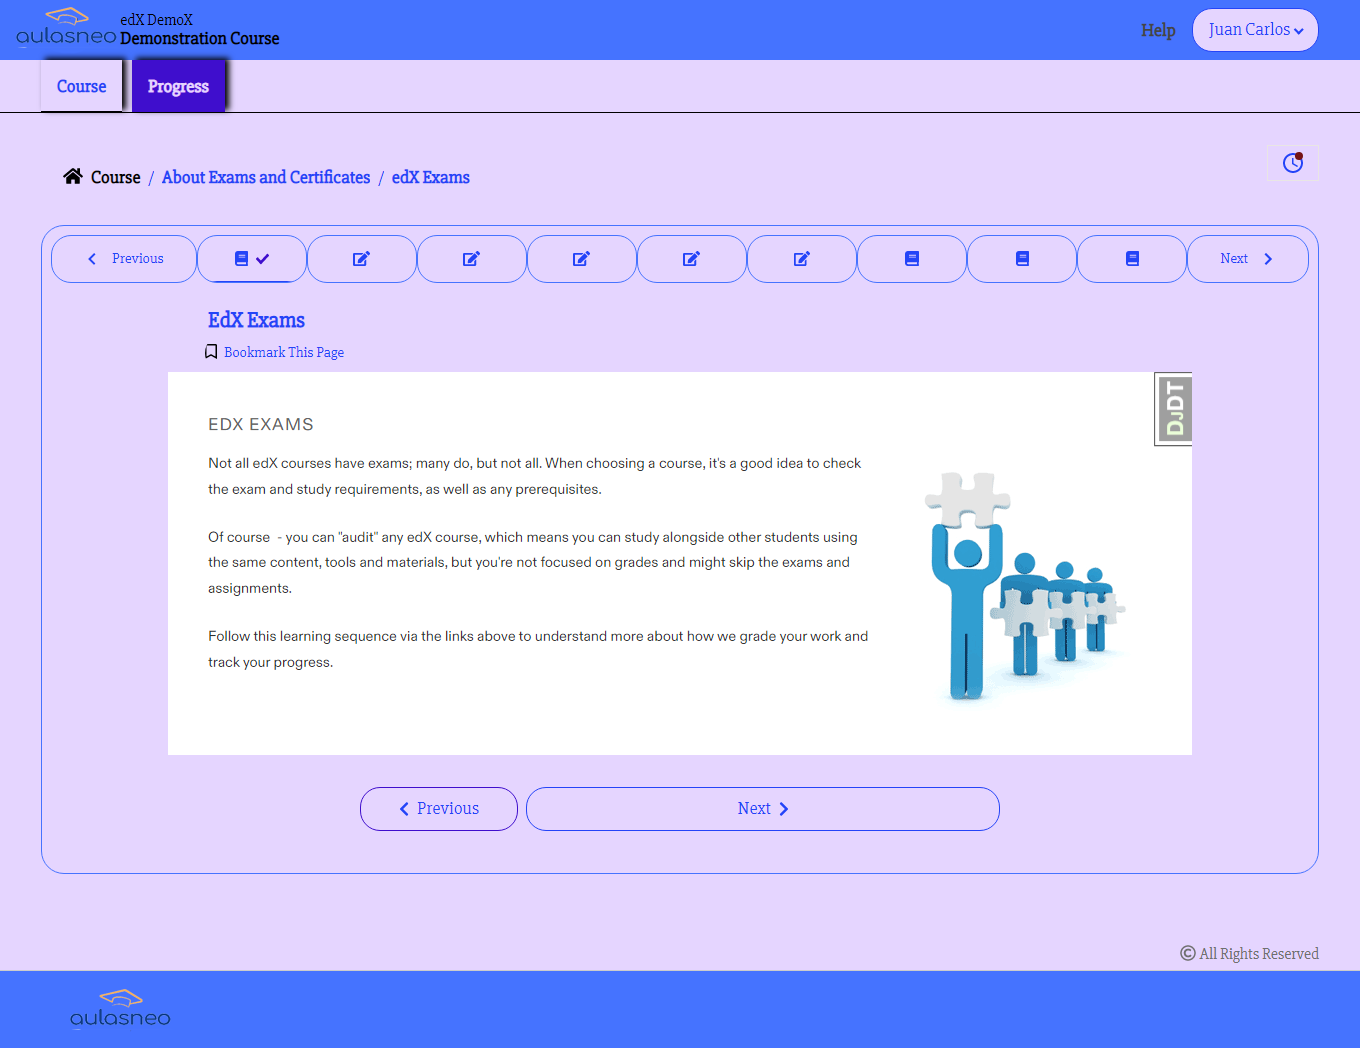 aulasneo
edX DemoX
Demonstration Course
Help
Juan Carlos
Course
Progress
Course / About Exams and Certificates / edX Exams
Previous
Next
EdX Exams
Bookmark This Page
DJDT
EDX EXAMS
Not all edX courses have exams; many do, but not all. When choosing a course, it's a good idea to check
the exam and study requirements, as well as any prerequisites.
Of course  - you can "audit" any edX course, which means you can study alongside other students using
the same content, tools and materials, but you're not focused on grades and might skip the exams and
assignments.
Follow this learning sequence via the links above to understand more about how we grade your work and
track your progress.
Previous
Next
© All Rights Reserved
aulasneo